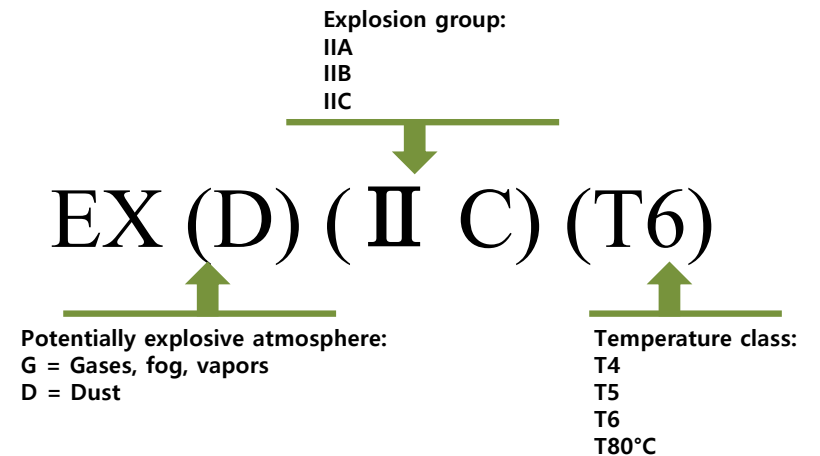 Explosion group:
IIA
IIB
IIC
EX (D) (Ⅱ C) (T6)
Potentially explosive atmosphere:
G = Gases, fog, vapors
D = Dust
Temperature class:
T4
T5
T6
T80°C